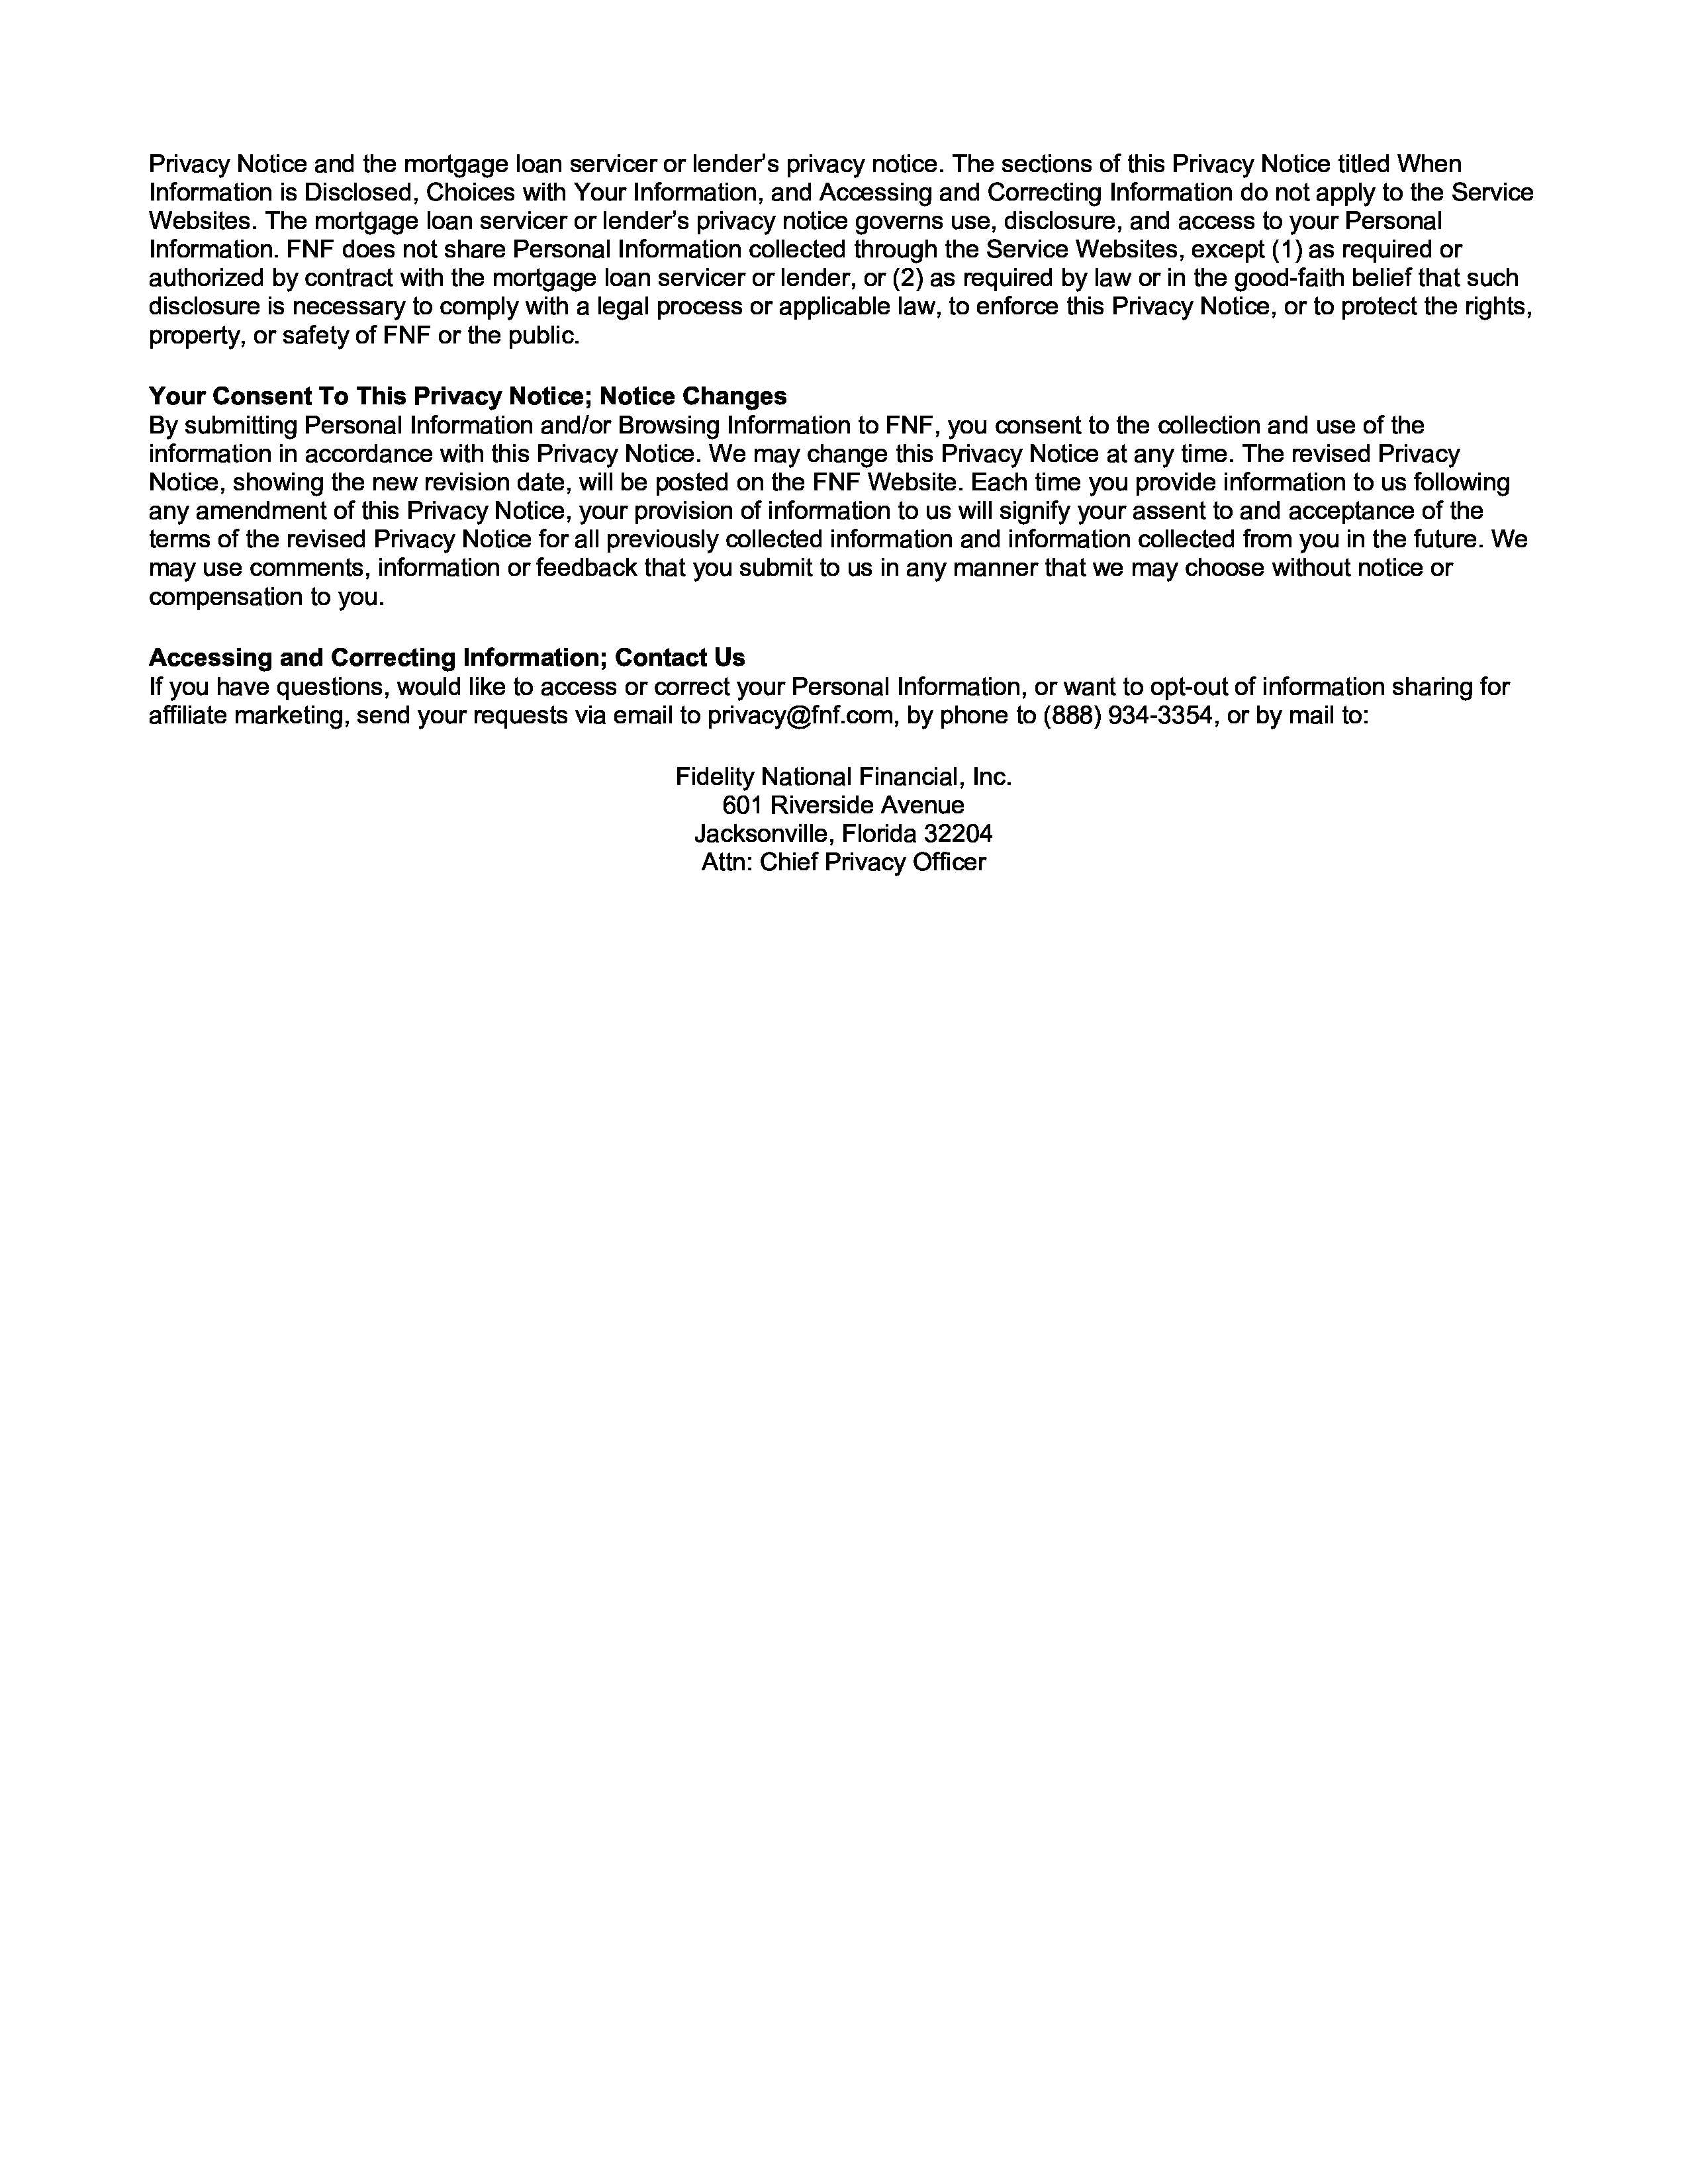 Privacy Notice and the mortgage loan servicer or lender's privacy notice. The sections of this Privacy Notice titled When
Information is Disclosed, Choices with Your Information, and Accessing and Correcting Information do not apply to the Service
Websites. The mortgage loan servicer or lender's privacy notice governs use, disclosure, and access to your Personal
Information. FNF does not share Personal Information collected through the Service Websites, except (1) as required or
authorized by contract with the mortgage loan servicer or lender, or (2) as required by law or in the good-faith belief that such
disclosure is necessary to comply with a legal process or applicable law, to enforce this Privacy Notice, or to protect the rights,
property, or safety of FNF or the public.
Your Consent To This Privacy Notice; Notice Changes
By submitting Personal Information and/or Browsing Information to FNF, you consent to the collection and use of the
information in accordance with this Privacy Notice. We may change this Privacy Notice at any time. The revised Privacy
Notice, showing the new revision date, will be posted on the FNF Website. Each time you provide information to us following
any amendment of this Privacy Notice, your provision of information to us will signify your assent to and acceptance of the
terms of the revised Privacy Notice for all previously collected information and information collected from you in the future. We
may use comments, information or feedback that you submit to us in any manner that we may choose without notice or
compensation to you.
Accessing and Correcting Information; Contact Us
If you have questions, would like to access or correct your Personal Information, or want to opt-out of information sharing for
affiliate marketing, send your requests via email to privacy@fnf.com, by phone to (888) 934-3354, or by mail to:
Fidelity National Financial, Inc.
601 Riverside Avenue
Jacksonville, Florida 32204
Attn: Chief Privacy Officer